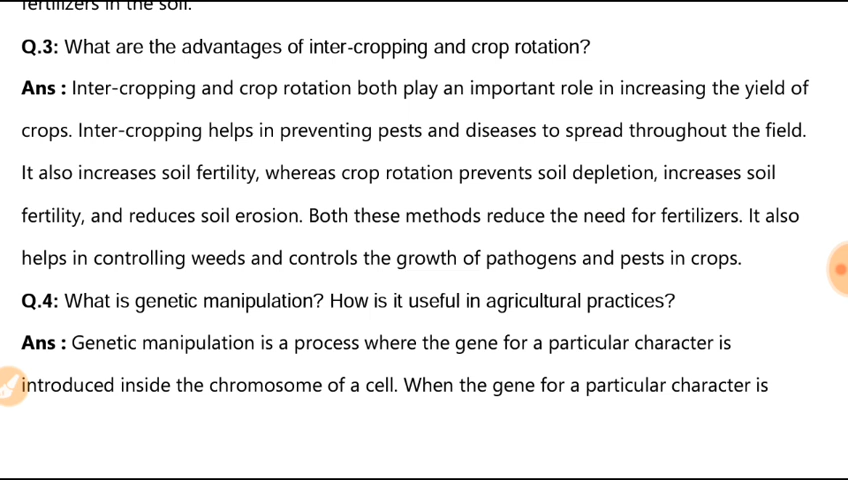 fertilizers in the soil.
Q.3: What are the advantages of inter-cropping and crop rotation?
Ans : Inter-cropping and crop rotation both play an important role in increasing the yield of
crops. Inter-cropping helps in preventing pests and diseases to spread throughout the field.
It also increases soil fertility, whereas crop rotation prevents soil depletion, increases soil
fertility, and reduces soil erosion. Both these methods reduce the need for fertilizers. It also
helps in controlling weeds and controls the growth of pathogens and pests in crops.
Q.4: What is genetic manipulation? How is it useful in agricultural practices?
Ans : Genetic manipulation is a process where the gene for a particular character is
introduced inside the chromosome of a cell. When the gene for a particular character is